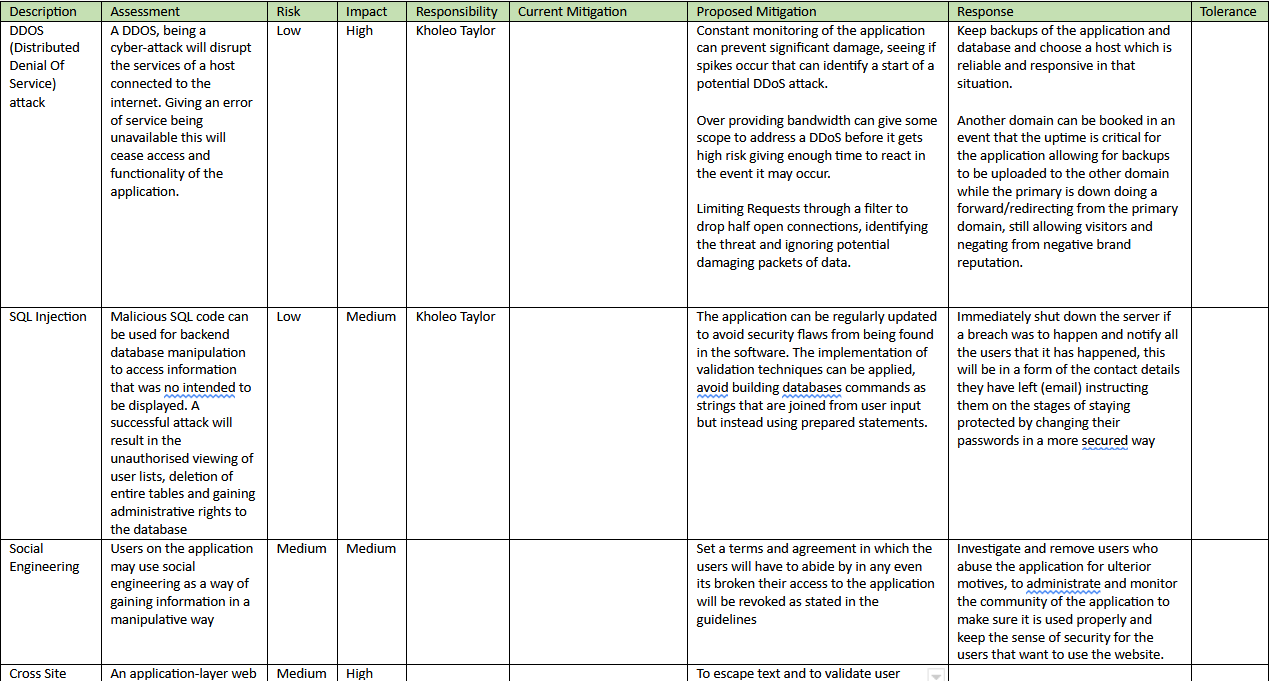 Description Assessment Risk Impact Responsibility Current Mitigation Proposed Mitigation Response Tolerance
DDOS
(Distributed
Denial Of
Service)
attack
A DDOS, being a
cyber-attack will disrupt
the services of a host
connected to the
internet. Giving an error
of service being
unavailable this will
cease access and
functionality of the
application.
Low
High
Kholeo Taylor
Constant monitoring of the application
can prevent significant damage, seeing if
spikes occur that can identify a start of a
potential DDoS attack.
Over providing bandwidth can give some
scope to address a DDoS before it gets
high risk giving enough time to react in
the event it may occur.
Limiting Requests through a filter to
drop half open connections, identifying
the threat and ignoring potential
damaging packets of data.
Keep backups of the application and
database and choose a host which is
reliable and responsive in that
situation.
Another domain can be booked in an
event that the uptime is critical for
the application allowing for backups
to be uploaded to the other domain
while the primary is down doing a
forward/redirecting from the primary
domain, still allowing visitors and
negating from negative brand
reputation.
SQL Injection
Malicious SQL code can
be used for backend
database manipulation
to access information
that was no intended to
be displayed. A
successful attack will
result in the
unauthorised viewing of
user lists, deletion of
entire tables and gaining
administrative rights to
the database
Low
Medium
Kholeo Taylor
The application can be regularly updated
to avoid security flaws from being found
in the software. The implementation of
validation techniques can be applied,
avoid building databases commands as
strings that are joined from user input
but instead using prepared statements.
Immediately shut down the server if
a breach was to happen and notify all
the users that it has happened, this
will be in a form of the contact details
they have left (email) instructing
them on the stages of staying
protected by changing their
passwords in a more secured way
Social
Engineering
Users on the application
may use social
engineering as a way of
gaining information in a
manipulative way
Medium
Medium
Set a terms and agreement in which the
users will have to abide by in any even
its broken their access to the application
will be revoked as stated in the
guidelines
Investigate and remove users who
abuse the application for ulterior
motives, to administrate and monitor
the community of the application to
make sure it is used properly and
keep the sense of security for the
users that want to use the website.
Cross Site
An application-layer web
Medium
High
To escape text and to validate user